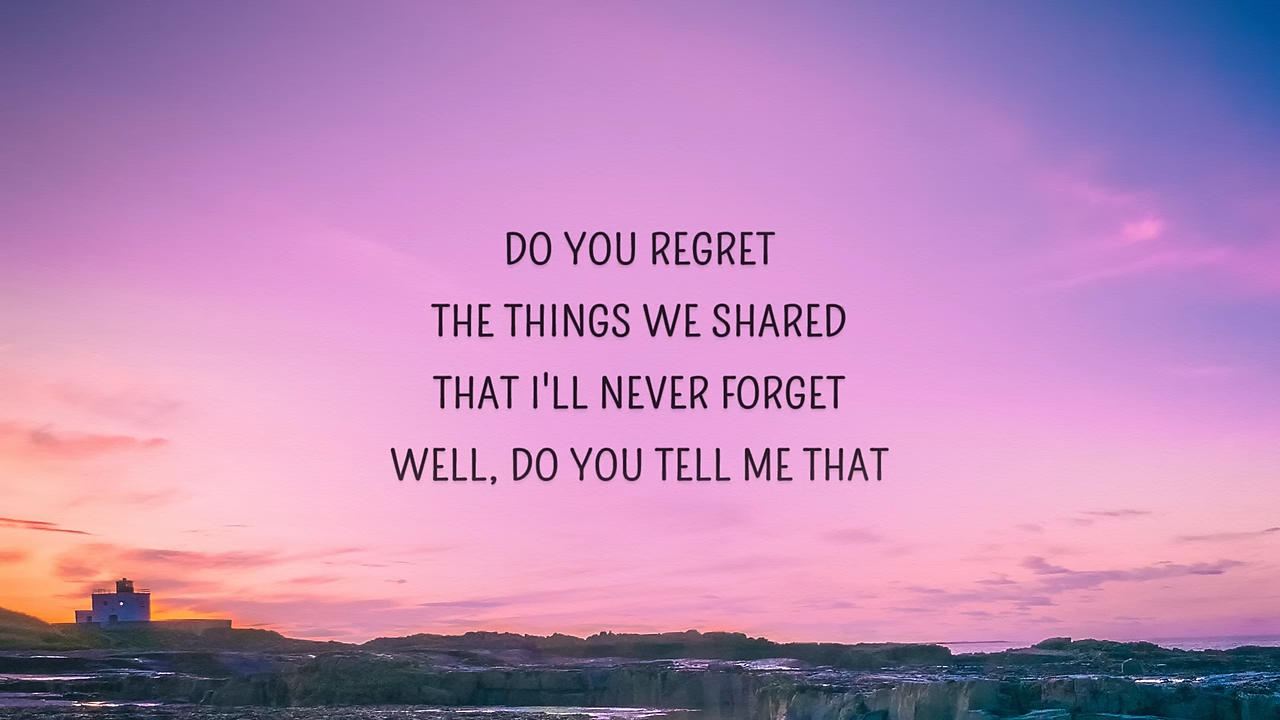 DO YOU REGRET
THE THINGS WE SHARED
THAT I'LL NEVER FORGET
WELL, DO YOU TELL ME THAT